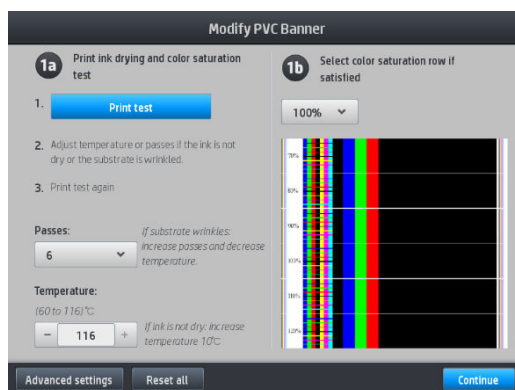 Modify PVC Banner
1a
Print ink drying and color saturation
test
1.
Print test
2. Adjust temperature or passes if the ink is not
dry or the substrate is wrinkled.
3. Print test again
Passes:
6
If substrate wrinkles:
increase passes and decrease
temperature.
Temperature:
(60 to 116)°C
− 116 +
If ink is not dry: increase
temperature 10°C
1b
Select color saturation row if
satisfied
100%
70%
80%
90%
100%
110%
120%
Advanced settings
Reset all
Continue